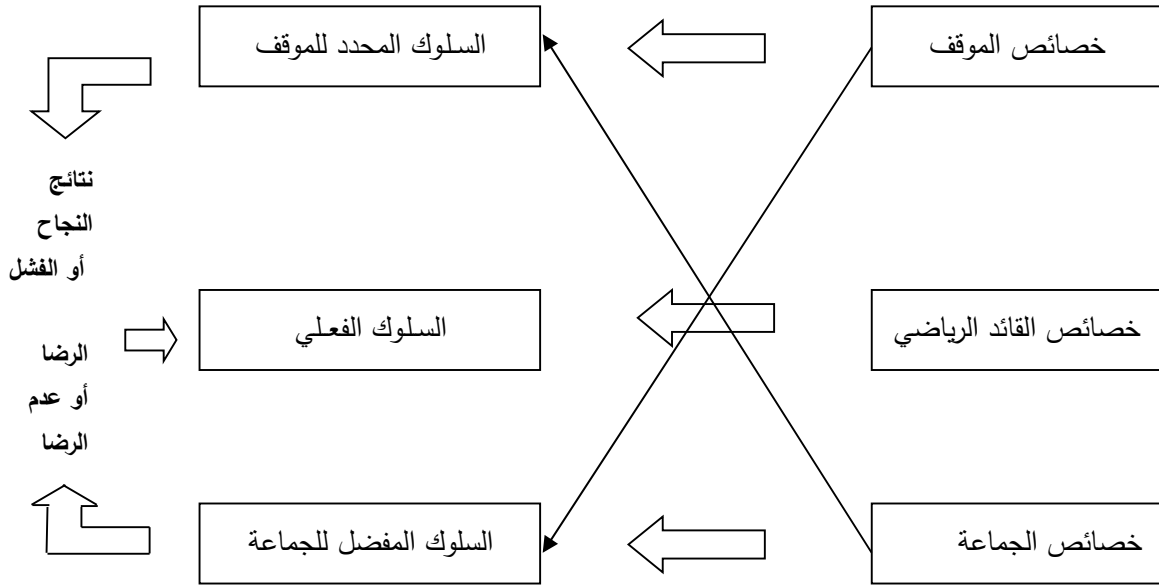 خصائص الموقف
السلوك المحدد للموقف
نتائج
النجاح
أو الفشل
خصائص القائد الرياضي
السلوك الفعلي
الرضا
أو عدم
الرضا
خصائص الجماعة
السلوك المفضل للجماعة